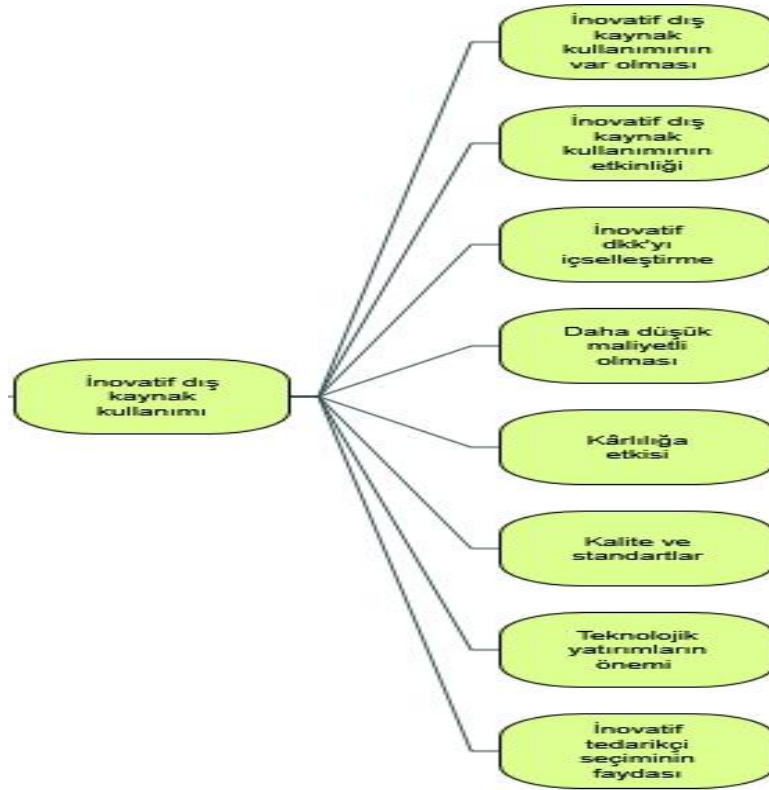 İnovatif dış
kaynak
kullanımının
var olması
İnovatif dış
kaynak
kullanımının
etkinliği
İnovatif
dkk'yı
içselleştirme
Daha düşük
maliyetli
olması
İnovatif dış
kaynak
kullanımı
Kârlılığa
etkisi
Kalite ve
standartlar
Teknolojik
yatırımların
önemi
İnovatif
tedarikçi
seçiminin
faydası